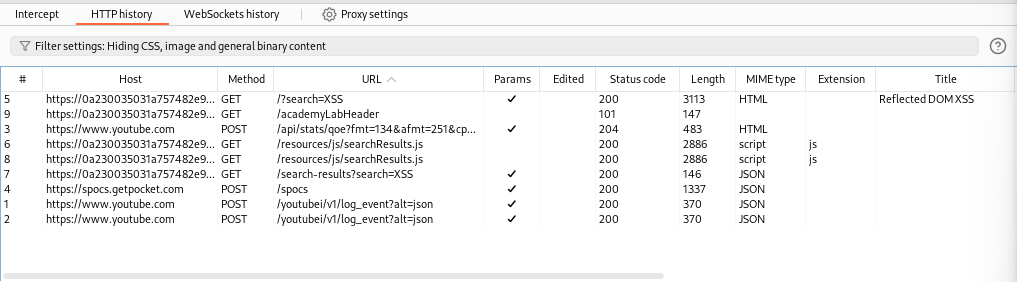 Intercept HTTP history WebSockets history Proxy settings
Filter settings: Hiding CSS, image and general binary content
# Host Method URL Params Edited Status code Length MIME type Extension Title
5 https://0a230035031a757482e9... GET /?search=XSS ✓ 200 3113 HTML Reflected DOM XSS
9 https://0a230035031a757482e9... GET /academyLabHeader 101 147
3 https://www.youtube.com POST /api/stats/qoe?fmt=134&afmt=251&cp... ✓ 204 483 HTML
6 https://0a230035031a757482e9... GET /resources/js/searchResults.js 200 2886 script js
8 https://0a230035031a757482e9... GET /resources/js/searchResults.js 200 2886 script js
7 https://0a230035031a757482e9... GET /search-results?search=XSS ✓ 200 146 JSON
4 https://spocs.getpocket.com POST /spocs ✓ 200 1337 JSON
1 https://www.youtube.com POST /youtubei/v1/log_event?alt=json ✓ 200 370 JSON
2 https://www.youtube.com POST /youtubei/v1/log_event?alt=json ✓ 200 370 JSON